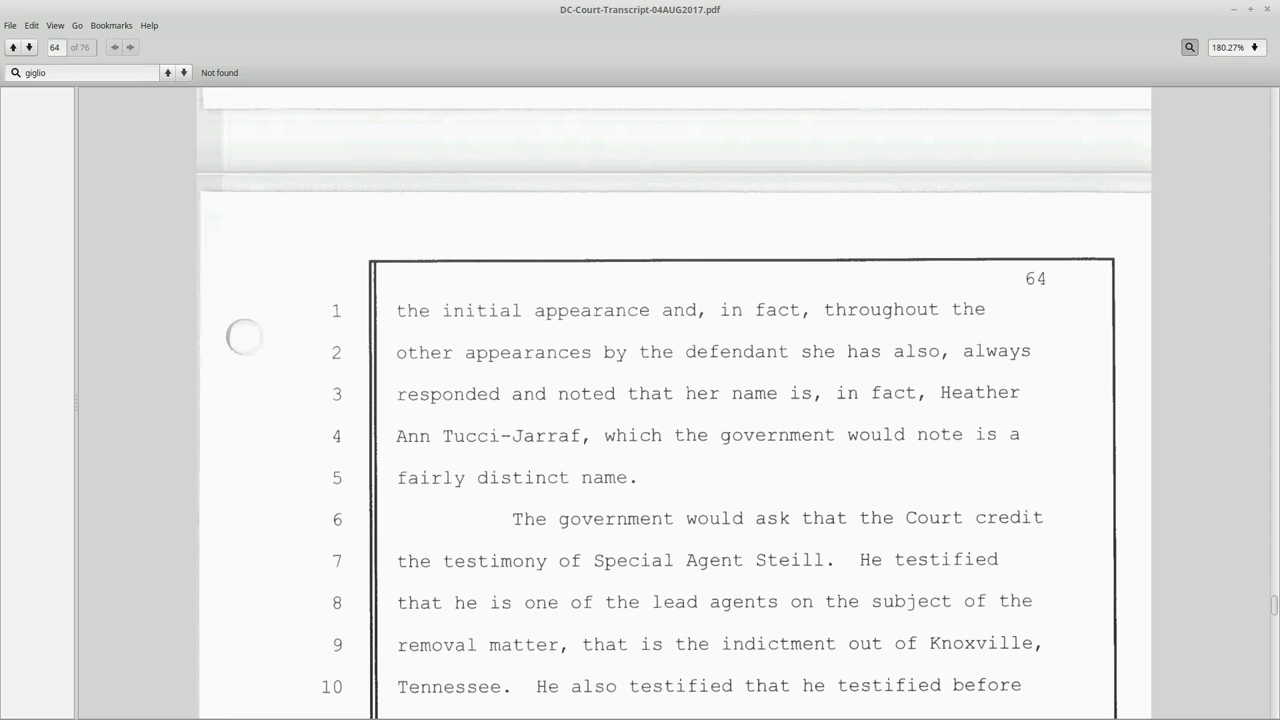 DC-Court-Transcript-04AUG2017.pdf
File Edit View Go Bookmarks Help
64 of 76 180.27%
giglio Not found
64
1 the initial appearance and, in fact, throughout the
2 other appearances by the defendant she has also, always
3 responded and noted that her name is, in fact, Heather
4 Ann Tucci-Jarraf, which the government would note is a
5 fairly distinct name.
6 The government would ask that the Court credit
7 the testimony of Special Agent Steill. He testified
8 that he is one of the lead agents on the subject of the
9 removal matter, that is the indictment out of Knoxville,
10 Tennessee. He also testified that he testified before